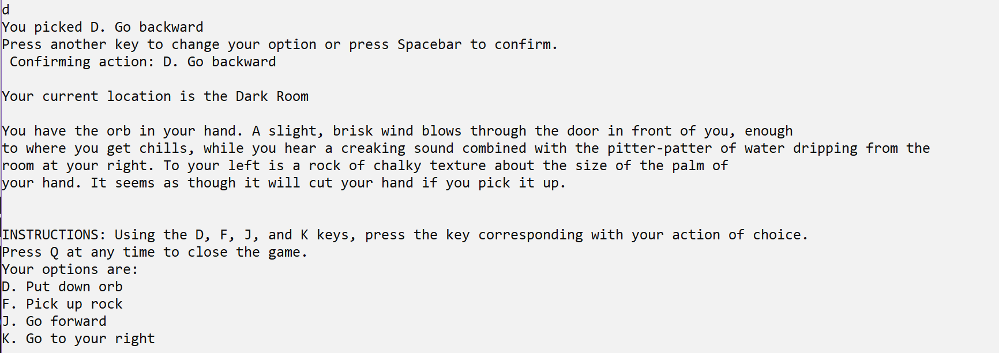 d
You picked D. Go backward
Press another key to change your option or press Spacebar to confirm.
Confirming action: D. Go backward
Your current location is the Dark Room
You have the orb in your hand. A slight, brisk wind blows through the door in front of you, enough
to where you get chills, while you hear a creaking sound combined with the pitter-patter of water dripping from the
room at your right. To your left is a rock of chalky texture about the size of the palm of
your hand. It seems as though it will cut your hand if you pick it up.
INSTRUCTIONS: Using the D, F, J, and K keys, press the key corresponding with your action of choice.
Press Q at any time to close the game.
Your options are:
D. Put down orb
F. Pick up rock
J. Go forward
K. Go to your right